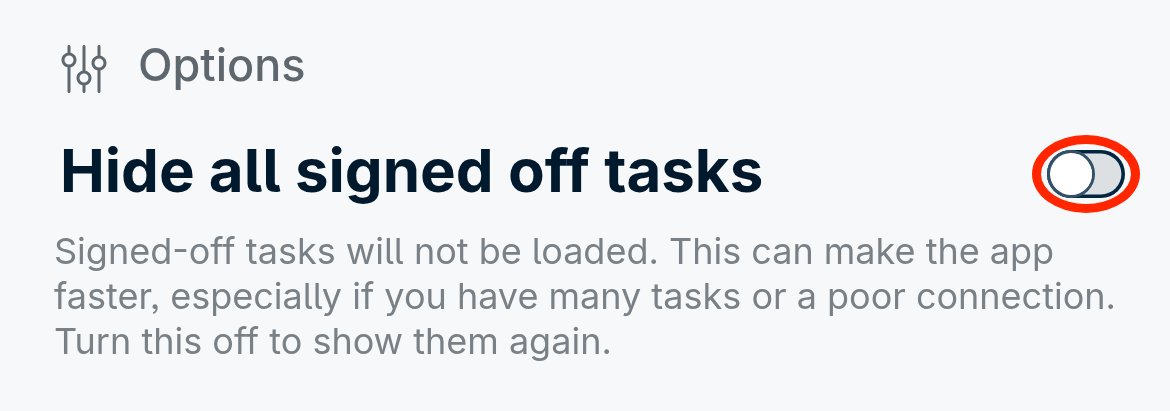 Options
Hide all signed off tasks
Signed-off tasks will not be loaded. This can make the app
faster, especially if you have many tasks or a poor connection.
Turn this off to show them again.